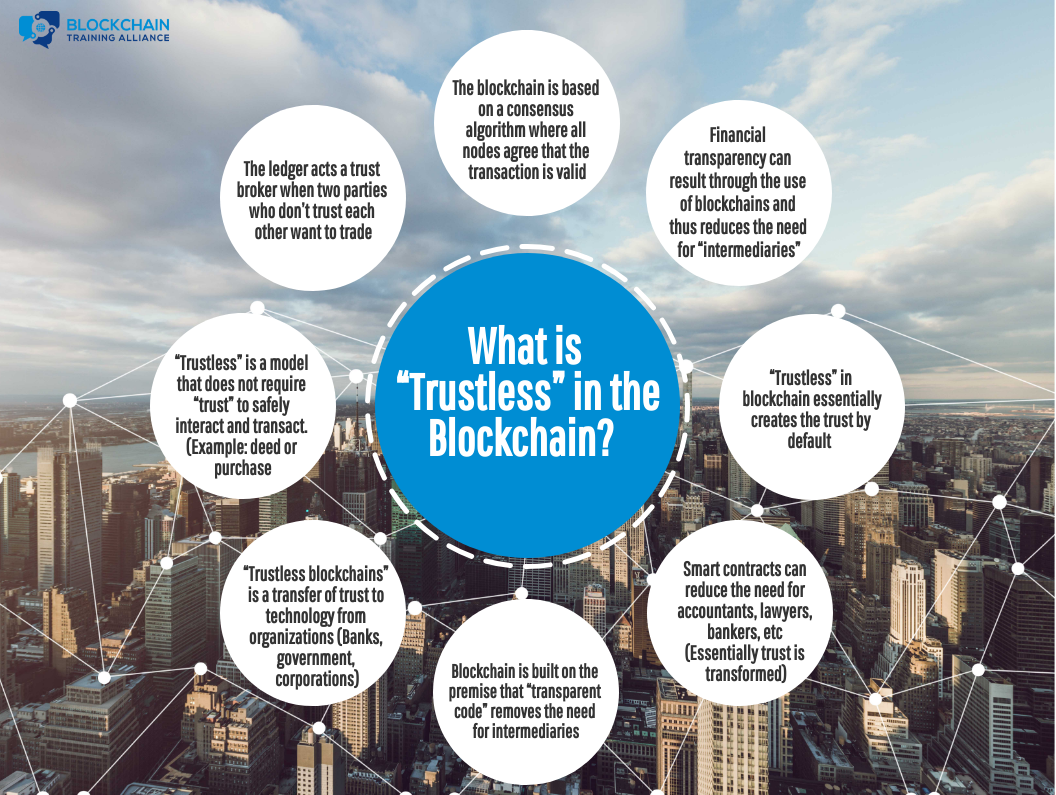 BLOCKCHAIN
TRAINING ALLIANCE
The blockchain is based
on a consensus
algorithm where all
nodes agree that the
transaction is valid
Financial
transparency can
result through the use
of blockchains and
thus reduces the need
for “intermediaries”
“Trustless” in
blockchain essentially
creates the trust by
default
Smart contracts can
reduce the need for
accountants, lawyers,
bankers, etc
(Essentially trust is
transformed)
Blockchain is built on the
premise that “transparent
code” removes the need
for intermediaries
“Trustless blockchains”
is a transfer of trust to
technology from
organizations (Banks,
government,
corporations)
“Trustless” is a model
that does not require
“trust” to safely
interact and transact.
(Example: deed or
purchase
The ledger acts a trust
broker when two parties
who don’t trust each
other want to trade
What is
“Trustless” in the
Blockchain?